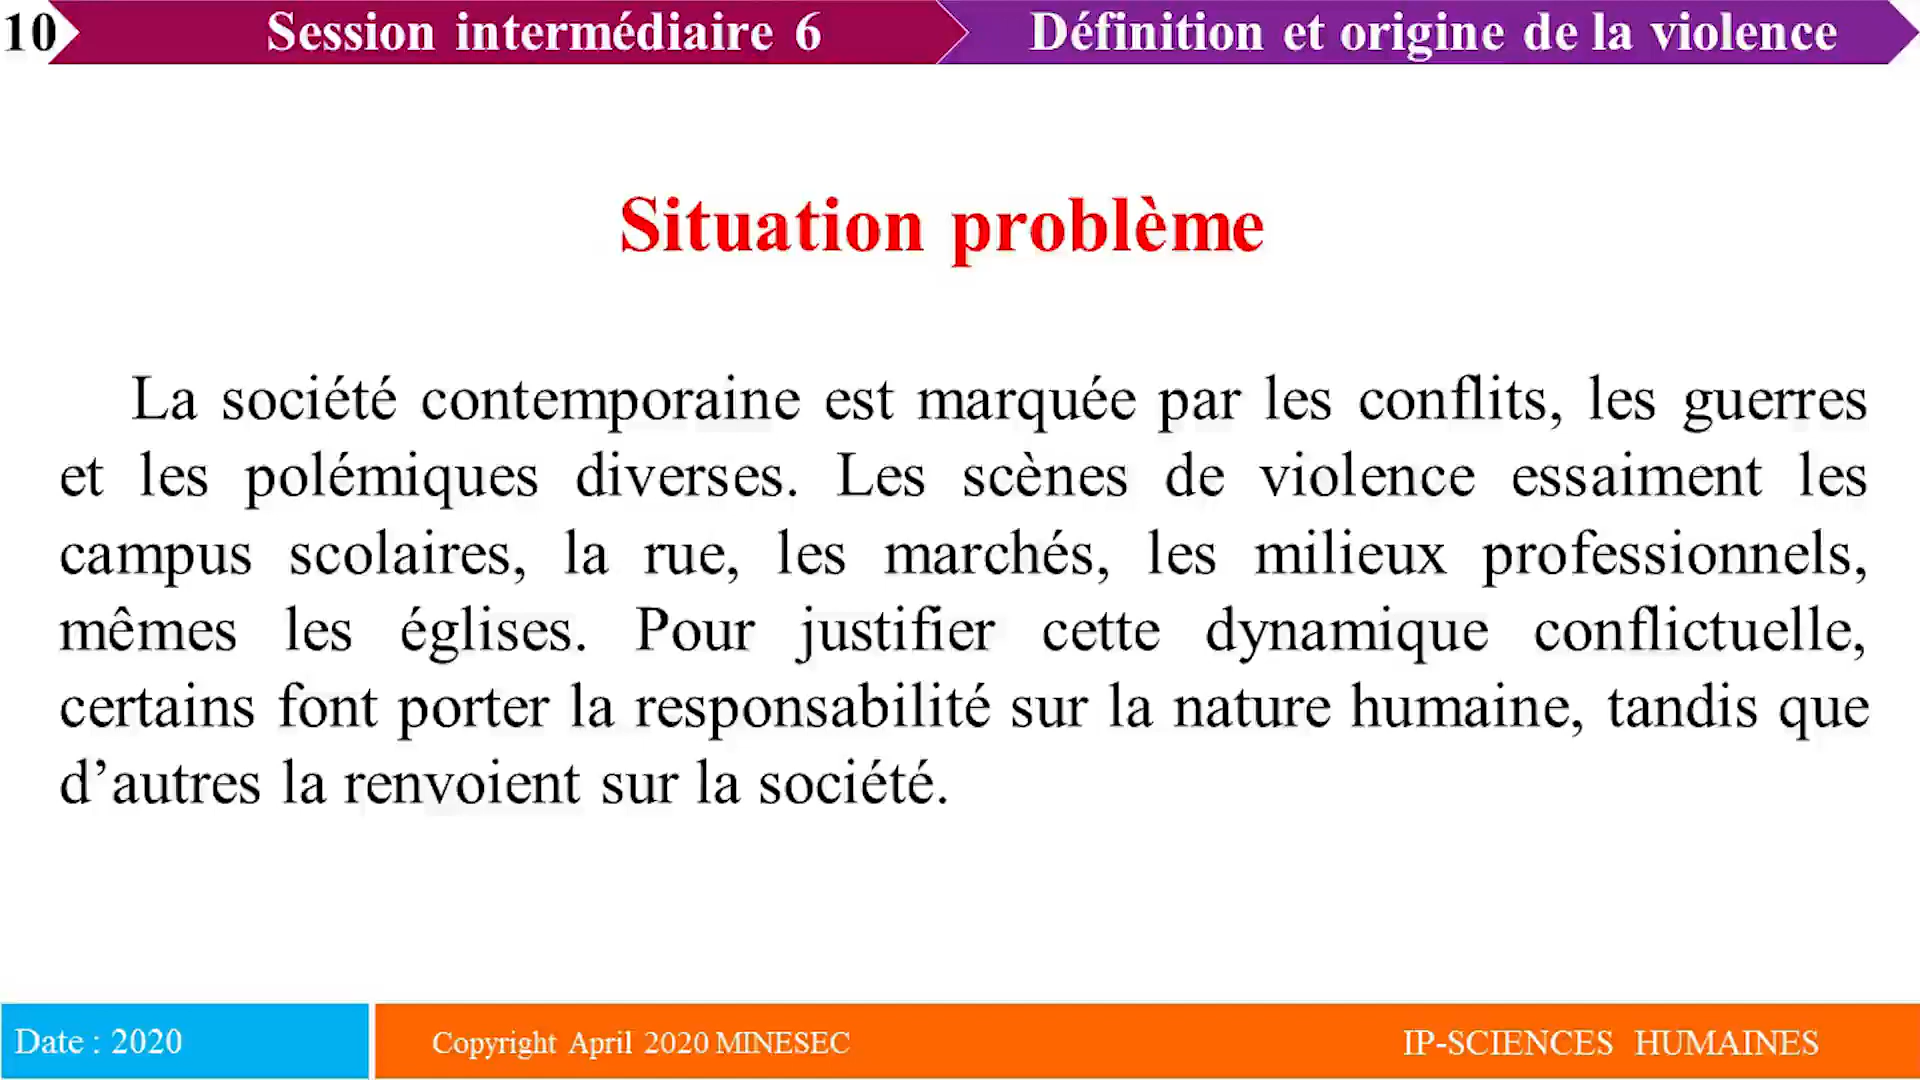 10
Session intermédiaire 6
Définition et origine de la violence
Situation problème
La société contemporaine est marquée par les conflits, les guerres
et les polémiques diverses. Les scènes de violence essaiment les
campus scolaires, la rue, les marchés, les milieux professionnels,
mêmes les églises. Pour justifier cette dynamique conflictuelle,
certains font porter la responsabilité sur la nature humaine, tandis que
d’autres la renvoient sur la société.
Date : 2020
Copyright April 2020 MINESEC
IP-SCIENCES HUMAINES